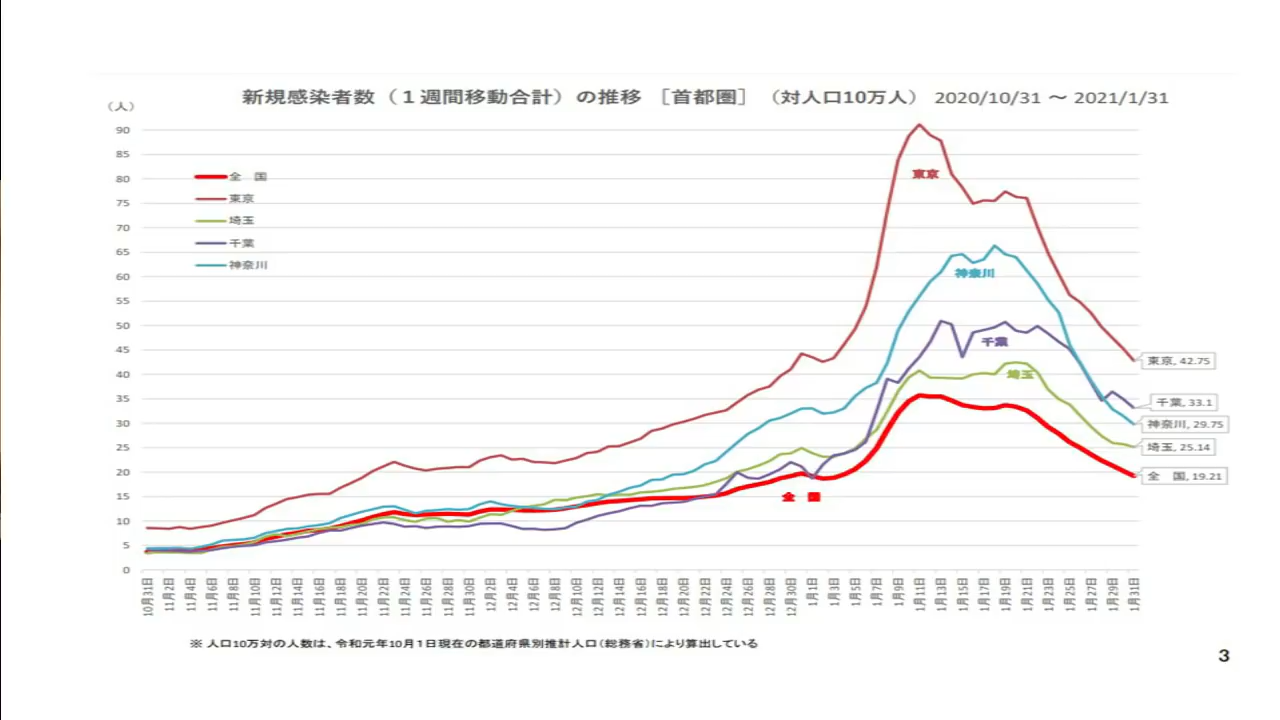 新規感染者数（１週間移動合計）の推移 ［首都圏］ （対人口10万人） 2020/10/31 ～ 2021/1/31
（人）
90
85
80
75
70
65
60
55
50
45
40
35
30
25
20
15
10
5
0
全 国
東京
埼玉
千葉
神奈川
東京
神奈川
千葉
埼玉
全 国
東京, 42.75
千葉, 33.1
神奈川, 29.75
埼玉, 25.14
全 国, 19.21
10月31日
11月2日
11月4日
11月6日
11月8日
11月10日
11月12日
11月14日
11月16日
11月18日
11月20日
11月22日
11月24日
11月26日
11月28日
11月30日
12月2日
12月4日
12月6日
12月8日
12月10日
12月12日
12月14日
12月16日
12月18日
12月20日
12月22日
12月24日
12月26日
12月28日
12月30日
1月1日
1月3日
1月5日
1月7日
1月9日
1月11日
1月13日
1月15日
1月17日
1月19日
1月21日
1月23日
1月25日
1月27日
1月29日
1月31日
※ 人口10万対の人数は、令和元年10月１日現在の都道府県別推計人口（総務省）により算出している
3